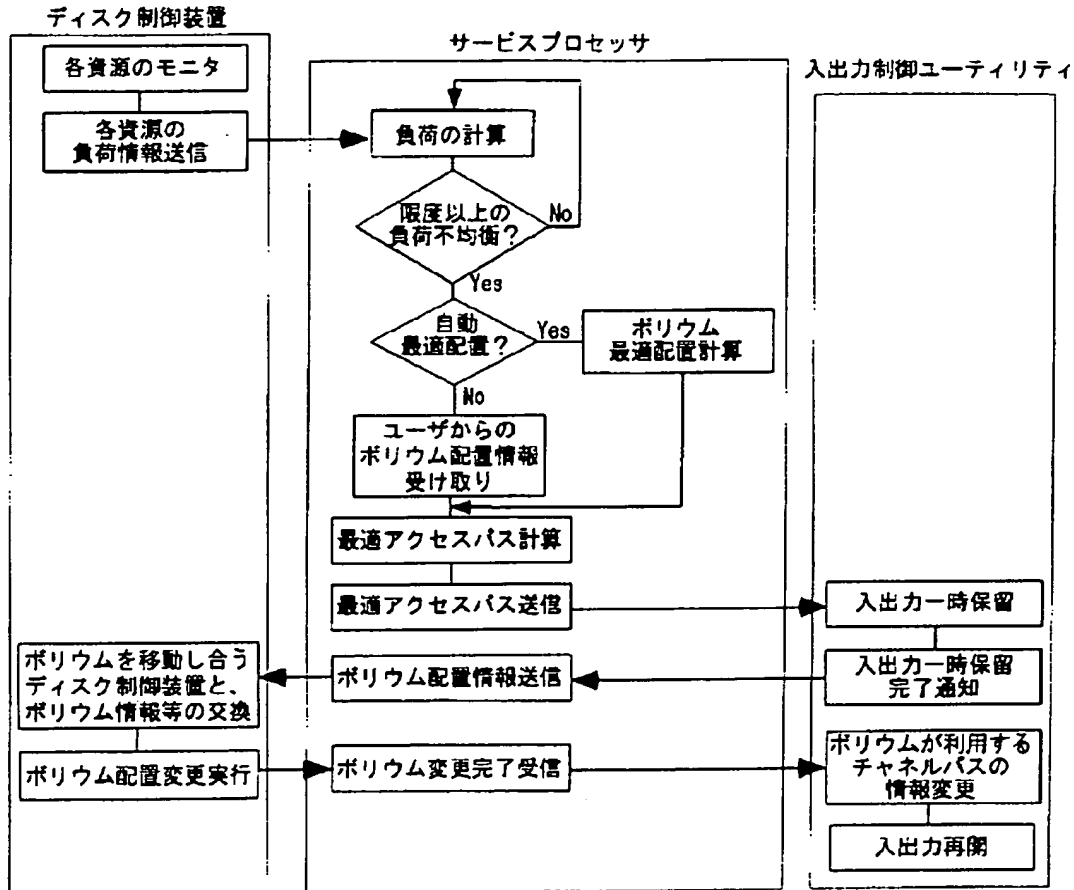 ディスク制御装置
サービスプロセッサ
入出力制御ユーティリティ
各資源のモニタ
各資源の
負荷情報送信
負荷の計算
限度以上の
負荷不均衡?
No
Yes
自動
最適配置?
Yes
ボリウム
最適配置計算
No
ユーザからの
ボリウム配置情報
受け取り
最適アクセスパス計算
最適アクセスパス送信
入出力一時保留
ボリウムを移動し合う
ディスク制御装置と、
ボリウム情報等の交換
ボリウム配置情報送信
入出力一時保留
完了通知
ボリウム配置変更実行
ボリウム変更完了受信
ボリウムが利用する
チャネルパスの
情報変更
入出力再開